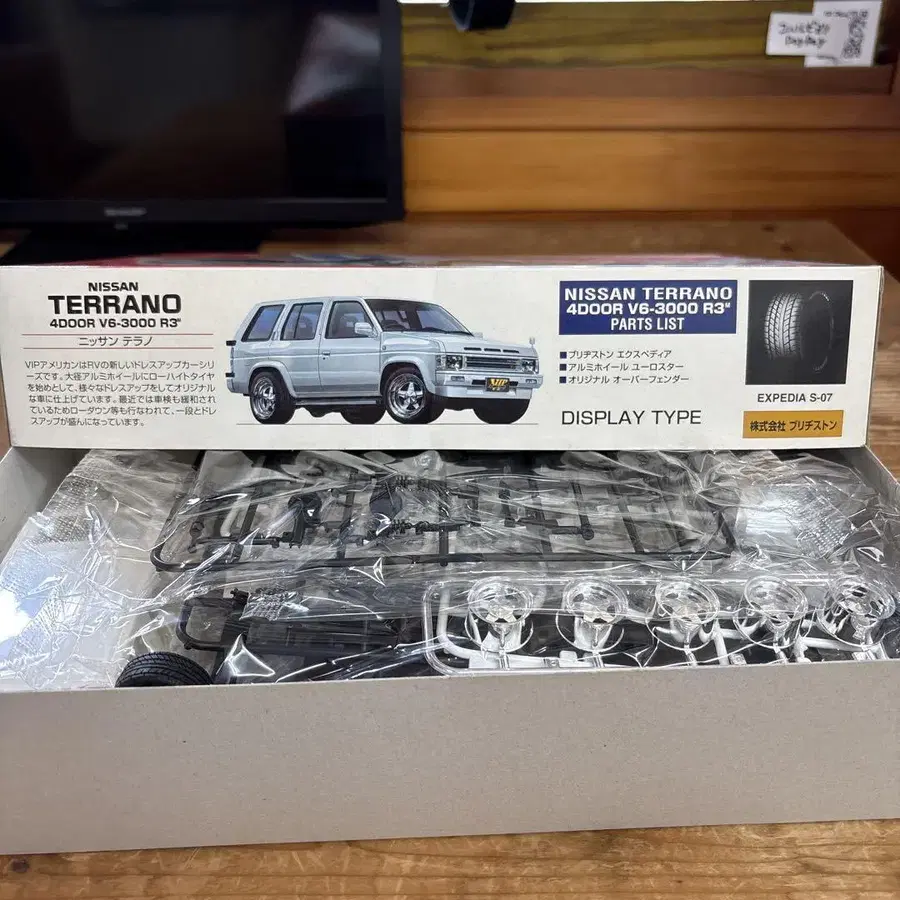 NISSAN
TERRANO
4DOOR V6-3000 R3"
ニッサン テラノ
VIPアメリカンはRVの新しいドレスアップカーシリ
ーズです。大径アルミホイールにローハイトタイヤ
を始めとして、様々なドレスアップをしてオリジナル
な車に仕上げています。最近では車検も緩和され
ているためローダウン等も行なわれて、一段とドレ
スアップが盛んになっています。
VIP
NISSAN TERRANO
4DOOR V6-3000 R3"
PARTS LIST
■ブリヂストン エクスペディア
■アルミホイール ユーロスター
■オリジナル オーバーフェンダー
DISPLAY TYPE
EXPEDIA S-07
株式会社 ブリヂストン
SHARP